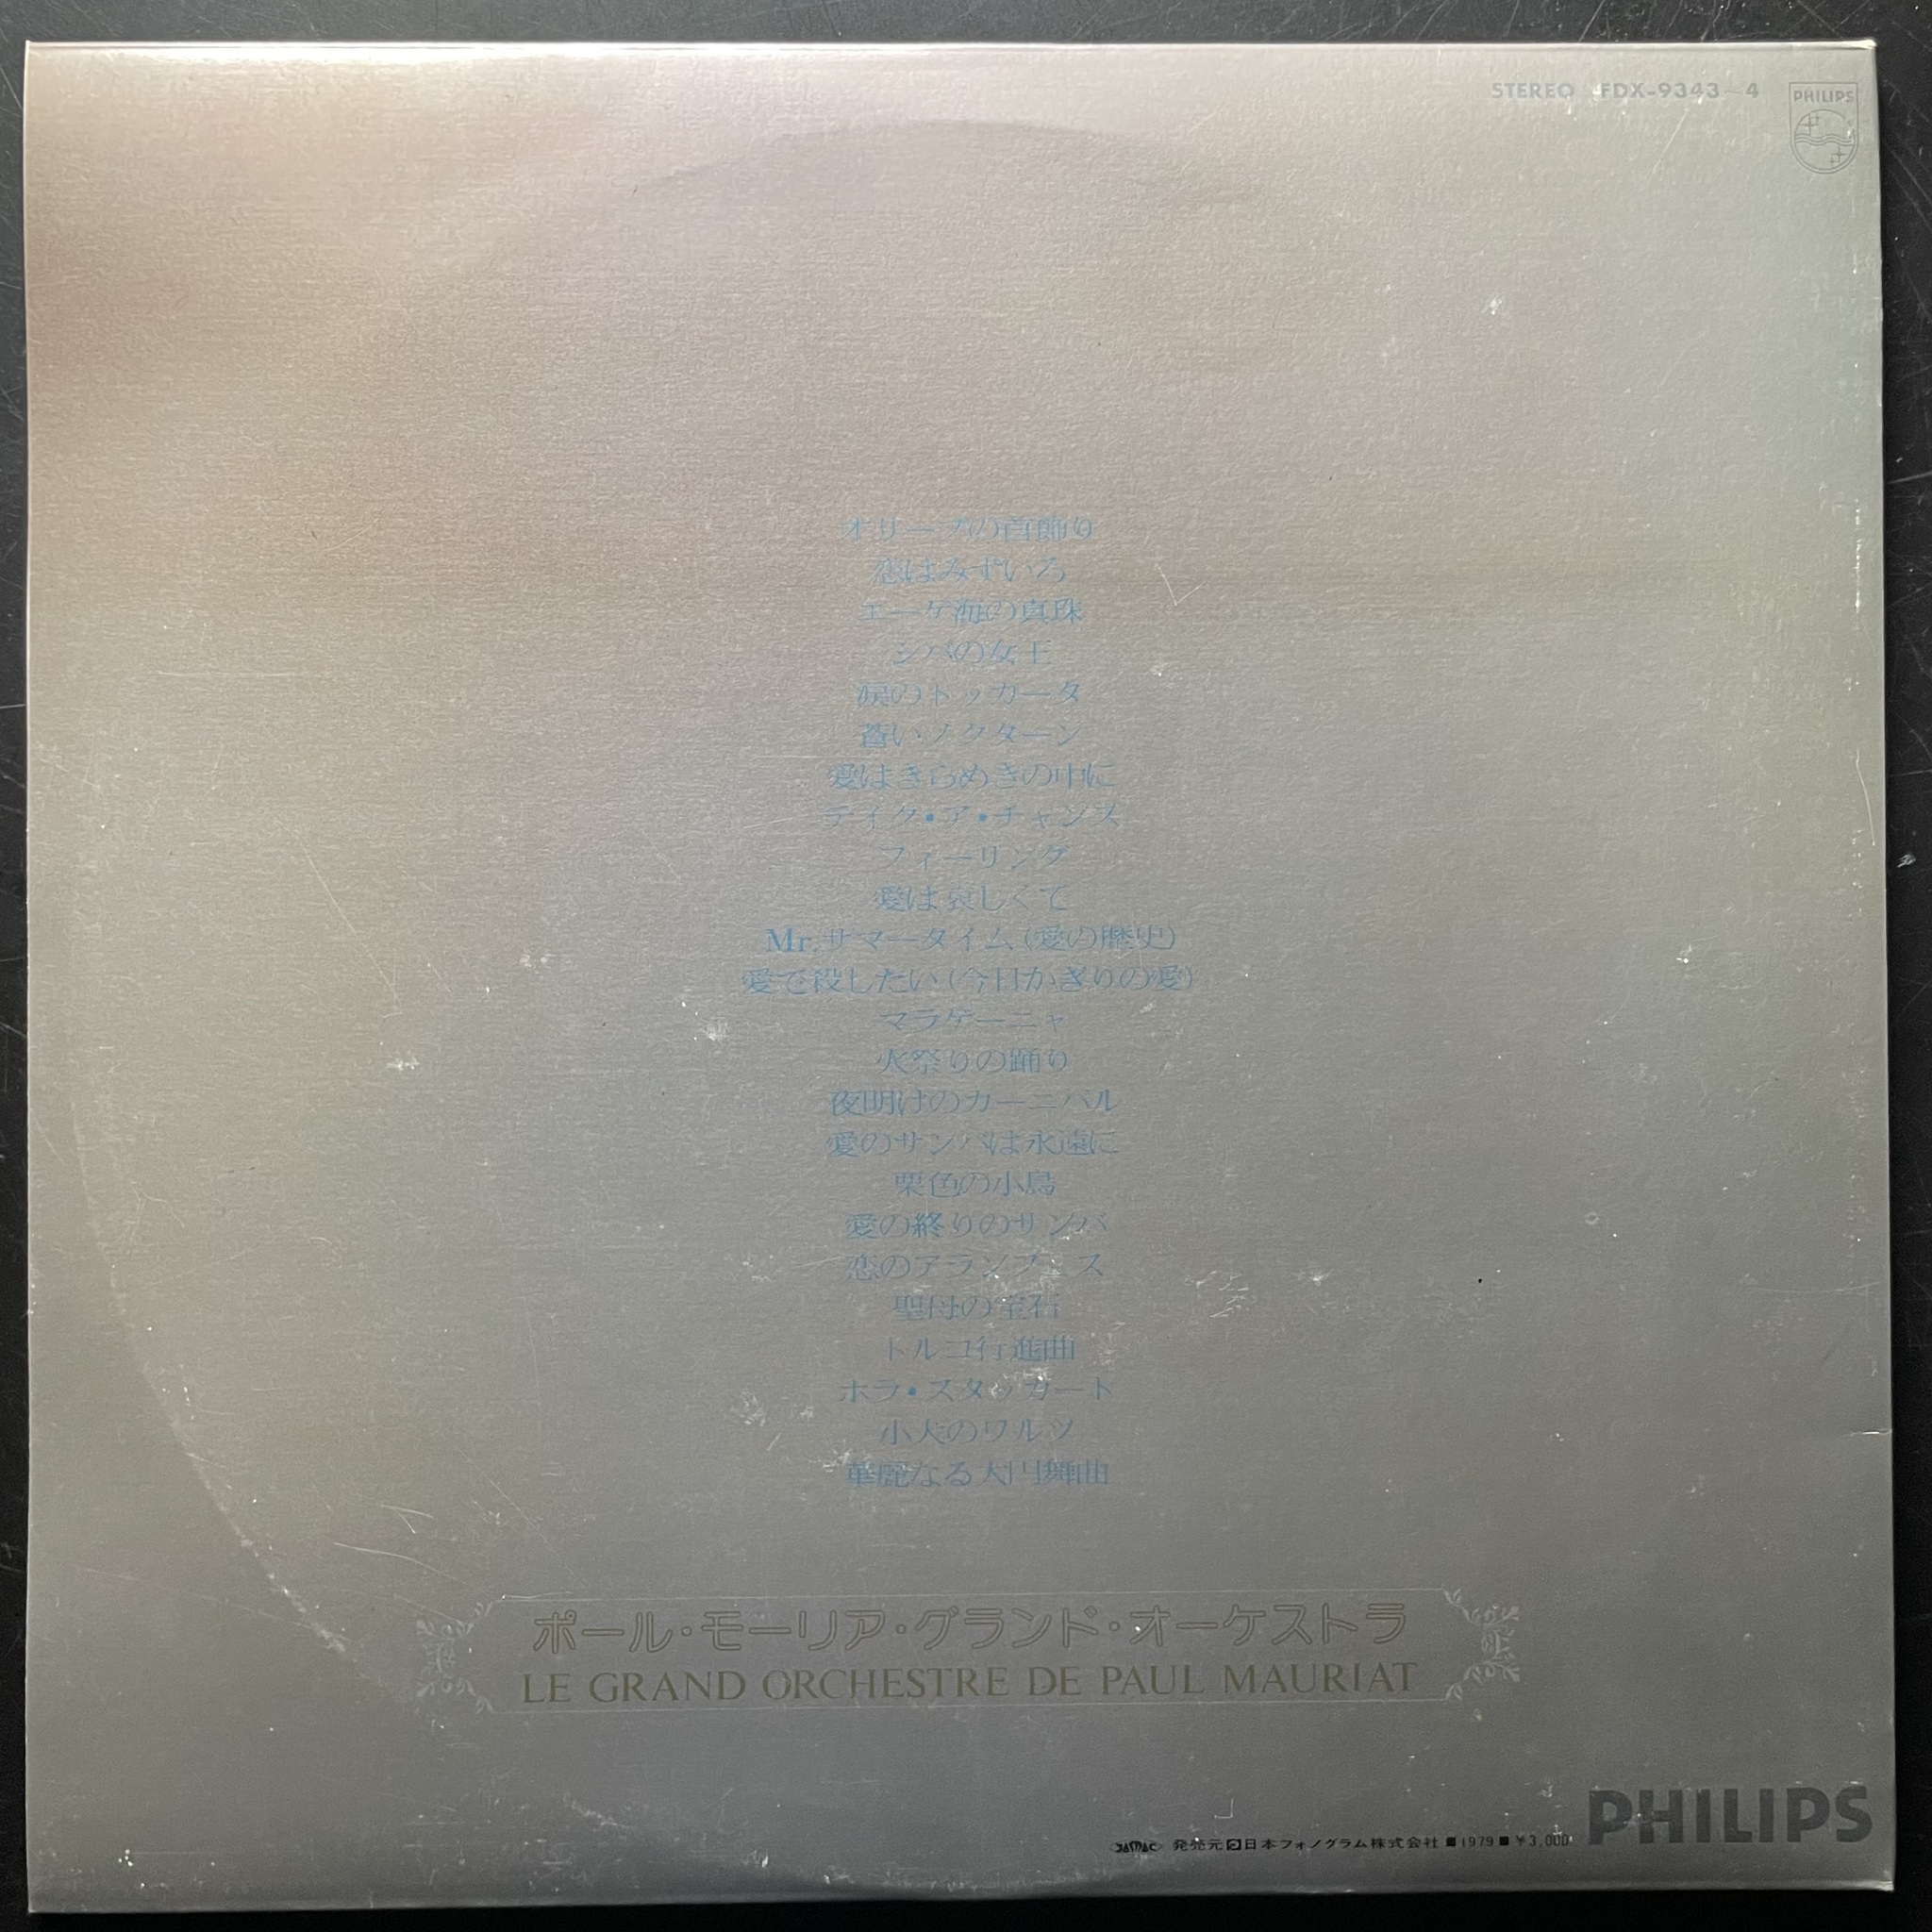 STEREO FDX-9343-4
PHILIPS
オリーブの首飾り
恋はみずいろ
エーゲ海の真珠
シバの女王
涙のトッカータ
蒼いノクターン
愛はきらめきの中に
テイク・ア・チャンス
フィーリング
愛は哀しくて
Mr.サマータイム(愛の歴史)
愛で殺したい(今日かぎりの愛)
マラゲーニャ
火祭りの踊り
夜明けのカーニバル
愛のサンバは永遠に
栗色の小鳥
愛の終りのサンバ
恋のアランフェス
聖母の宝石
トルコ行進曲
ホラ・スタッカート
小犬のワルツ
華麗なる大円舞曲
ポール・モーリア・グランド・オーケストラ
LE GRAND ORCHESTRE DE PAUL MAURIAT
JASRAC 発売元 日本フォノグラム株式会社 ■1979■ ¥3,000
PHILIPS